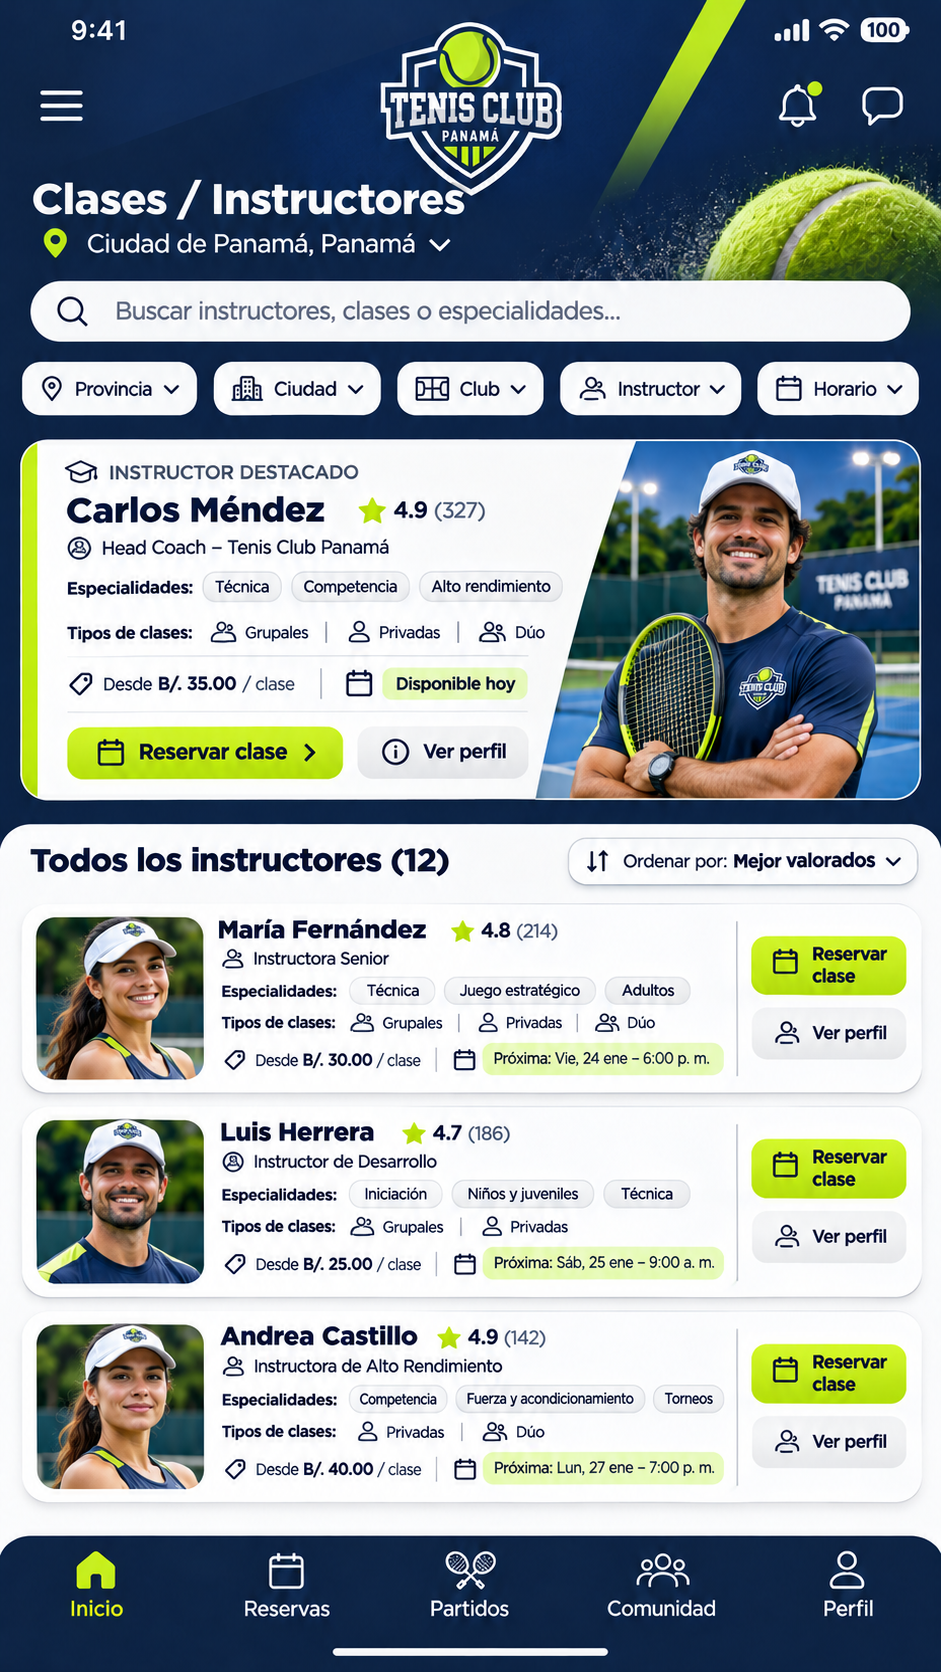 9:41
100
TENIS CLUB
PANAMÁ
Clases / Instructores
Ciudad de Panamá, Panamá
Buscar instructores, clases o especialidades...
Provincia
Ciudad
Club
Instructor
Horario
INSTRUCTOR DESTACADO
Carlos Méndez 4.9 (327)
Head Coach – Tenis Club Panamá
Especialidades: Técnica Competencia Alto rendimiento
Tipos de clases: Grupales | Privadas | Dúo
Desde B/. 35.00 / clase | Disponible hoy
Reservar clase Ver perfil
TENIS CLUB
TENIS CLUB
PANAMÁ
TENIS CLUB
Todos los instructores (12)
Ordenar por: Mejor valorados
María Fernández 4.8 (214)
Instructora Senior
Especialidades: Técnica Juego estratégico Adultos
Tipos de clases: Grupales | Privadas | Dúo
Desde B/. 30.00 / clase | Próxima: Vie, 24 ene – 6:00 p. m.
Reservar
clase
Ver perfil
Luis Herrera 4.7 (186)
Instructor de Desarrollo
Especialidades: Iniciación Niños y juveniles Técnica
Tipos de clases: Grupales | Privadas
Desde B/. 25.00 / clase | Próxima: Sáb, 25 ene – 9:00 a. m.
Reservar
clase
Ver perfil
Andrea Castillo 4.9 (142)
Instructora de Alto Rendimiento
Especialidades: Competencia Fuerza y acondicionamiento Torneos
Tipos de clases: Privadas | Dúo
Desde B/. 40.00 / clase | Próxima: Lun, 27 ene – 7:00 p. m.
Reservar
clase
Ver perfil
Inicio
Reservas
Partidos
Comunidad
Perfil